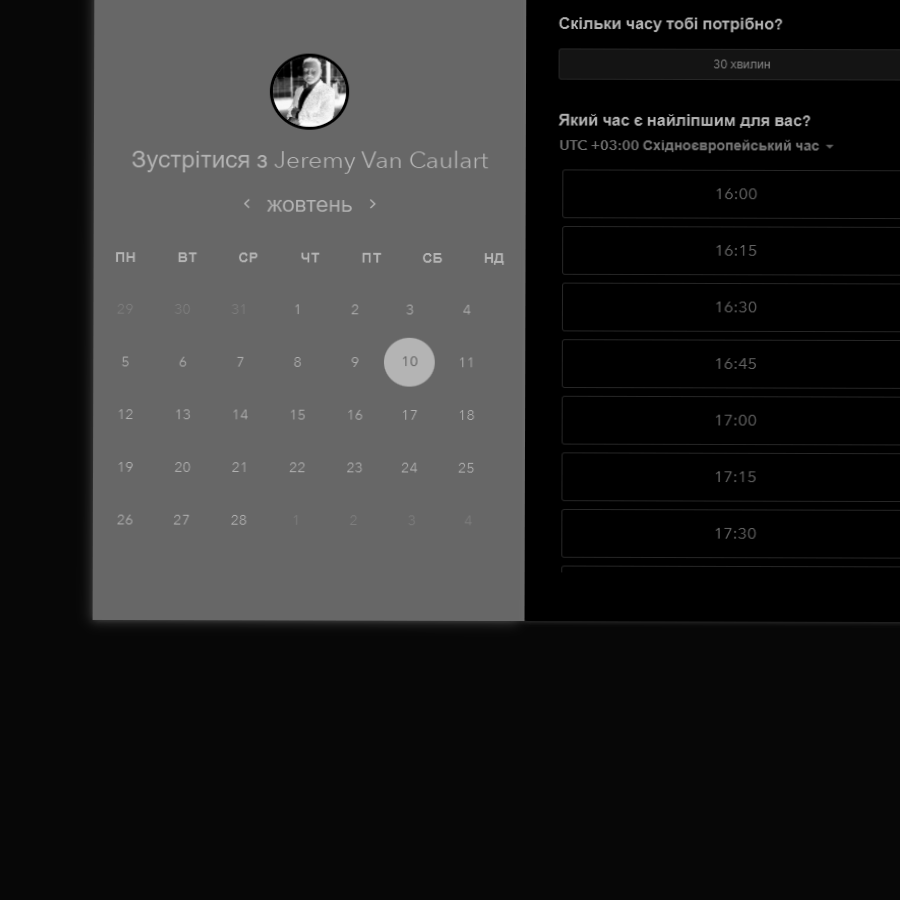 Зустрітися з Jeremy Van Caulart
жовтень
ПН ВТ СР ЧТ ПТ СБ НД
29 30 31 1 2 3 4
5 6 7 8 9 10 11
12 13 14 15 16 17 18
19 20 21 22 23 24 25
26 27 28 1 2 3 4
Скільки часу тобі потрібно?
30 хвилин
Який час є найліпшим для вас?
UTC +03:00 Східноєвропейський час
16:00
16:15
16:30
16:45
17:00
17:15
17:30